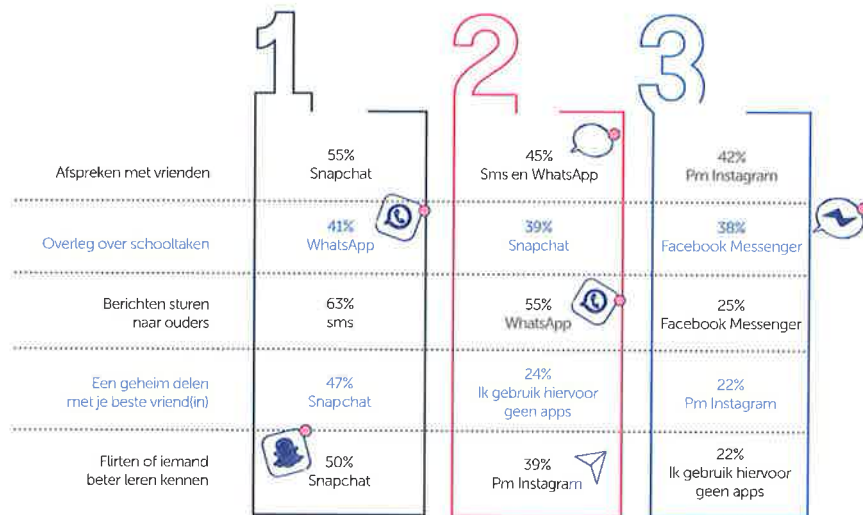 1 2 3
Afspreken met vrienden
55%
Snapchat
45%
Sms en WhatsApp
42%
Pm Instagram
Overleg over schooltaken
41%
WhatsApp
39%
Snapchat
38%
Facebook Messenger
Berichten sturen
naar ouders
63%
sms
55%
WhatsApp
25%
Facebook Messenger
Een geheim delen
met je beste vriend(in)
47%
Snapchat
24%
Ik gebruik hiervoor
geen apps
22%
Pm Instagram
Flirten of iemand
beter leren kennen
50%
Snapchat
39%
Pm Instagram
22%
Ik gebruik hiervoor
geen apps